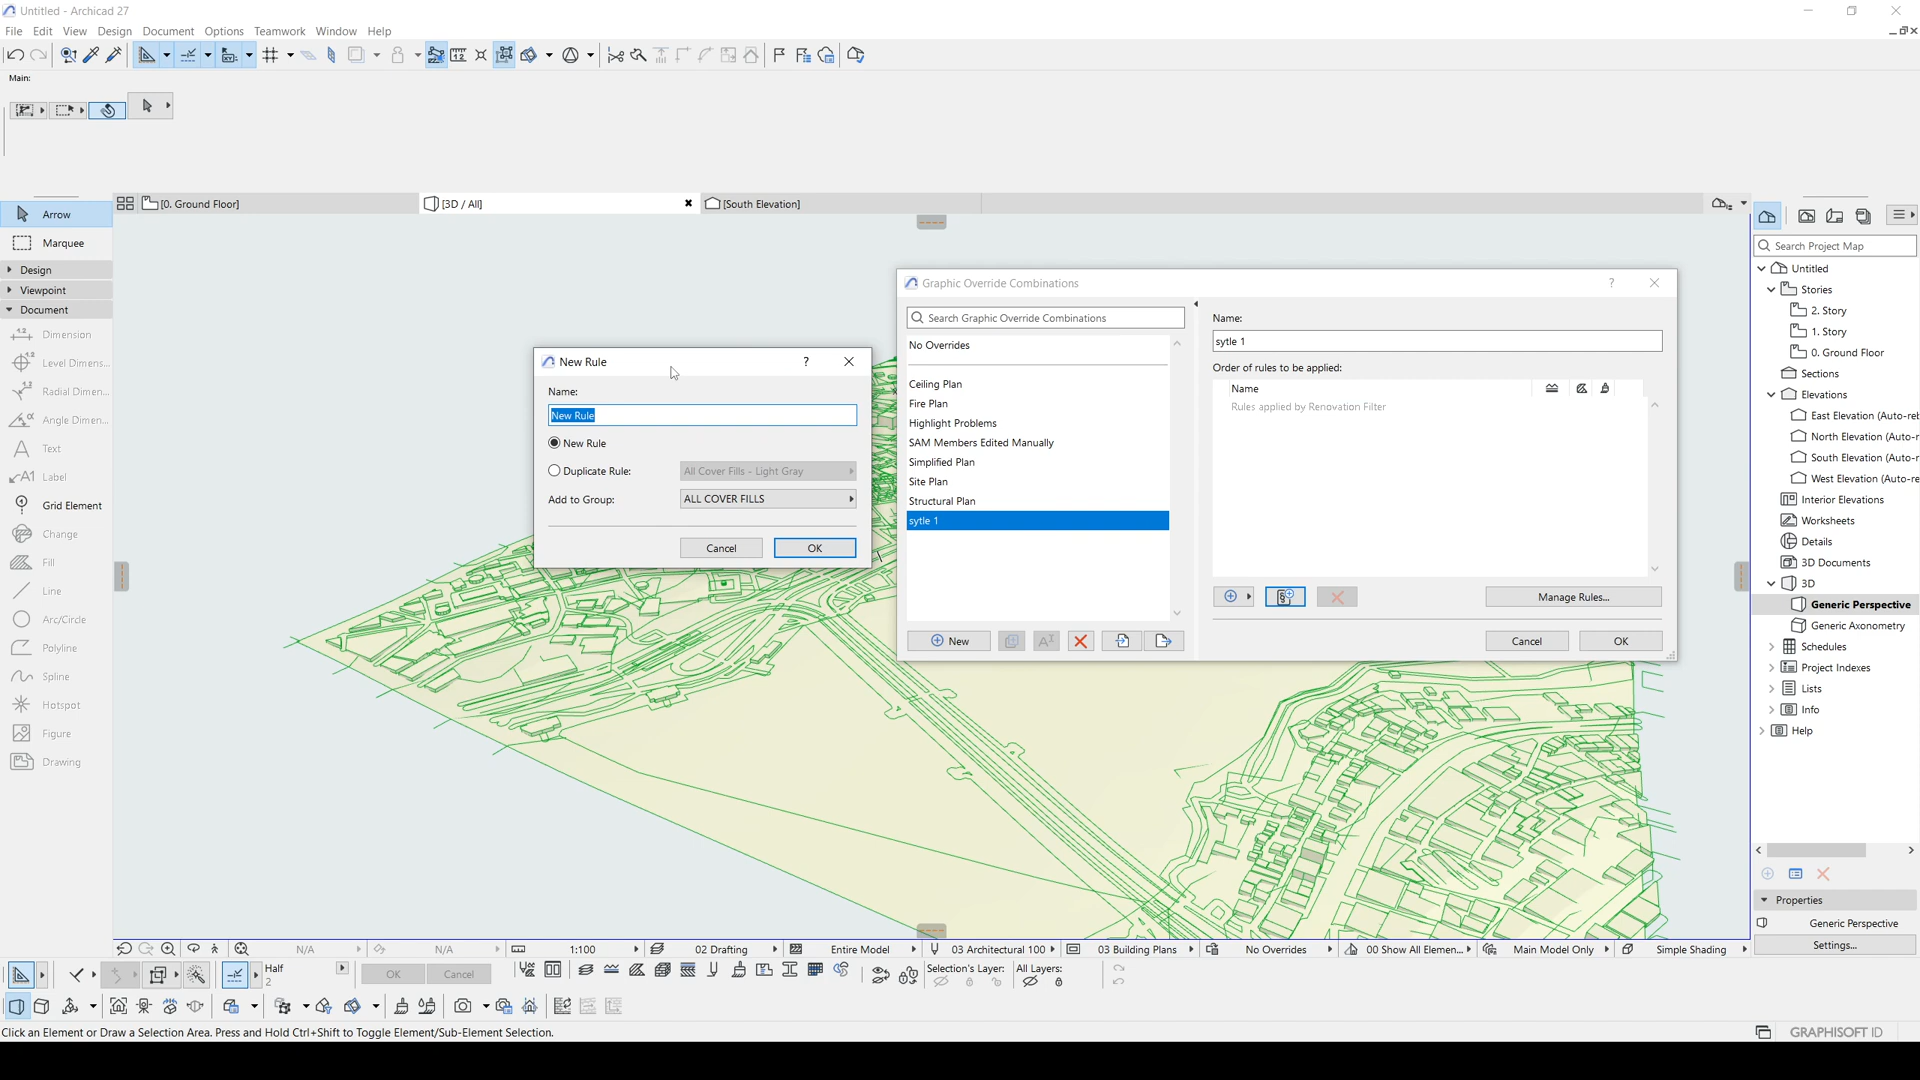 Untitled - Archicad 27
File Edit View Design Document Options Teamwork Window Help
Main:
[0. Ground Floor]
[3D / All]
[South Elevation]
Arrow
Marquee
Design
Viewpoint
Document
Dimension
Level Dimens...
Radial Dimen...
Angle Dimen...
Text
Label
Grid Element
Change
Fill
Line
Arc/Circle
Polyline
Spline
Hotspot
Figure
Drawing
New Rule
Name:
New Rule
New Rule
Duplicate Rule:
All Cover Fills - Light Gray
Add to Group:
ALL COVER FILLS
Cancel
OK
Graphic Override Combinations
Search Graphic Override Combinations
No Overrides
Ceiling Plan
Fire Plan
Highlight Problems
SAM Members Edited Manually
Simplified Plan
Site Plan
Structural Plan
sytle 1
New
Name:
sytle 1
Order of rules to be applied:
Name
Rules applied by Renovation Filter
Manage Rules...
Cancel
OK
Search Project Map
Untitled
Stories
2. Story
1. Story
0. Ground Floor
Sections
Elevations
East Elevation (Auto-reb
North Elevation (Auto-r
South Elevation (Auto-r
West Elevation (Auto-re
Interior Elevations
Worksheets
Details
3D Documents
3D
Generic Perspective
Generic Axonometry
Schedules
Project Indexes
Lists
Info
Help
Properties
Generic Perspective
Settings...
N/A
N/A
1:100
02 Drafting
Entire Model
03 Architectural 100
03 Building Plans
No Overrides
00 Show All Elemen...
Main Model Only
Simple Shading
Half
2
OK
Cancel
Selection's Layer:
All Layers:
Click an Element or Draw a Selection Area. Press and Hold Ctrl+Shift to Toggle Element/Sub-Element Selection.
GRAPHISOFT ID